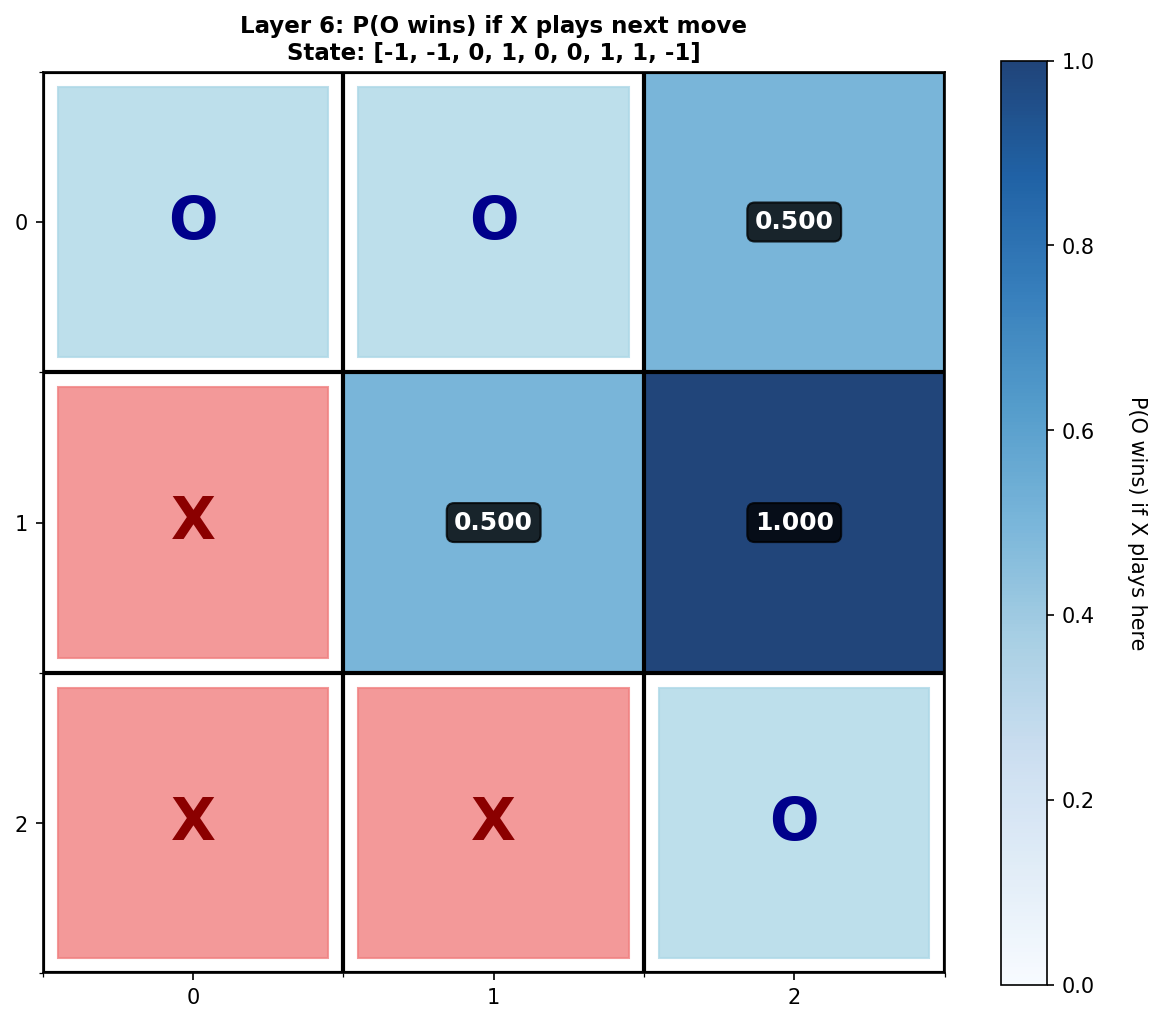 Layer 6: P(O wins) if X plays next move
State: [-1, -1, 0, 1, 0, 0, 1, 1, -1]
O
O
0.500
X
0.500
1.000
X
X
O
0
1
2
0
1
2
1.0
0.8
0.6
0.4
0.2
0.0
P(O wins) if X plays here